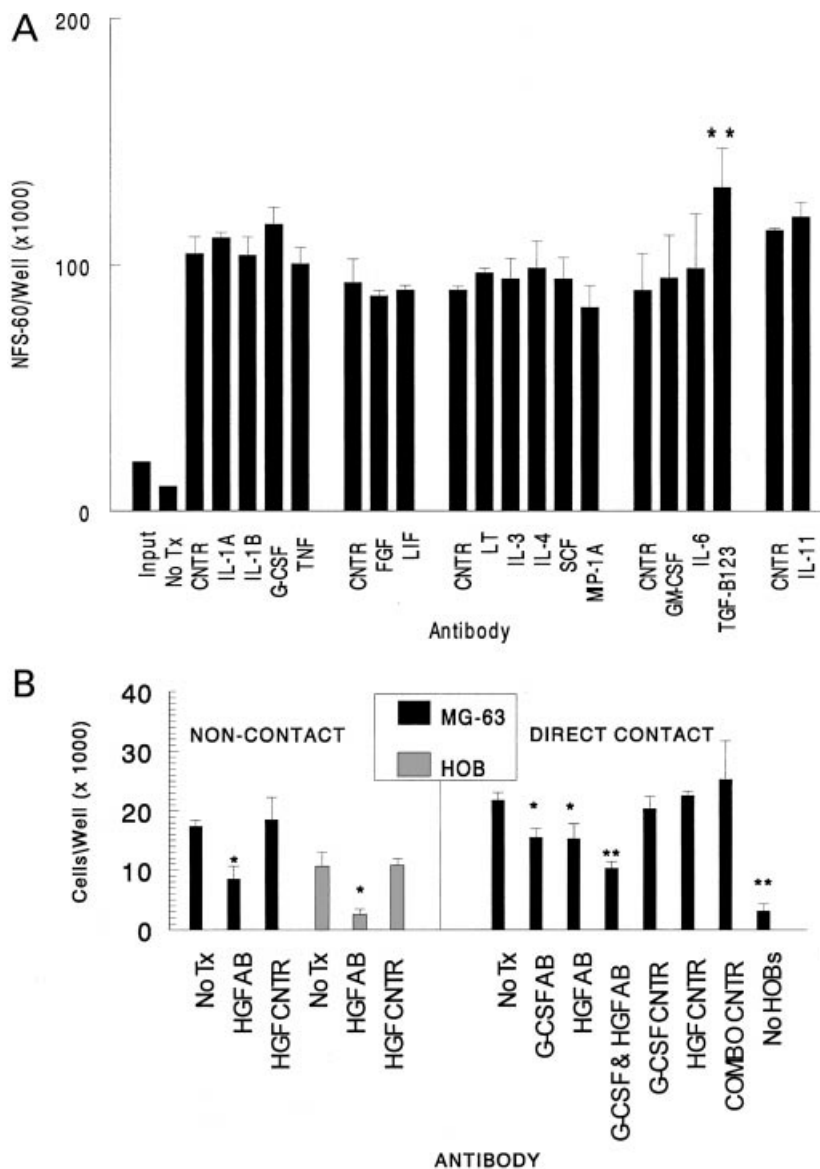 A
200
100
0
NFS-60/Well (x1000)
**
Input
No Tx
CNTR
IL-1A
IL-1B
G-CSF
TNF
CNTR
FGF
LIF
CNTR
LT
IL-3
IL-4
SCF
MIP-1A
CNTR
GM-CSF
IL-6
TGF-B123
CNTR
IL-11
Antibody
B
40
30
20
10
0
Cells\Well (x 1000)
NON-CONTACT
MG-63
HOB
DIRECT CONTACT
*
*
*
*
**
**
No Tx
HGF AB
HGF CNTR
No Tx
HGF AB
HGF CNTR
No Tx
G-CSF AB
HGF AB
G-CSF & HGF AB
G-CSF CNTR
HGF CNTR
COMBO CNTR
No HOBs
ANTIBODY